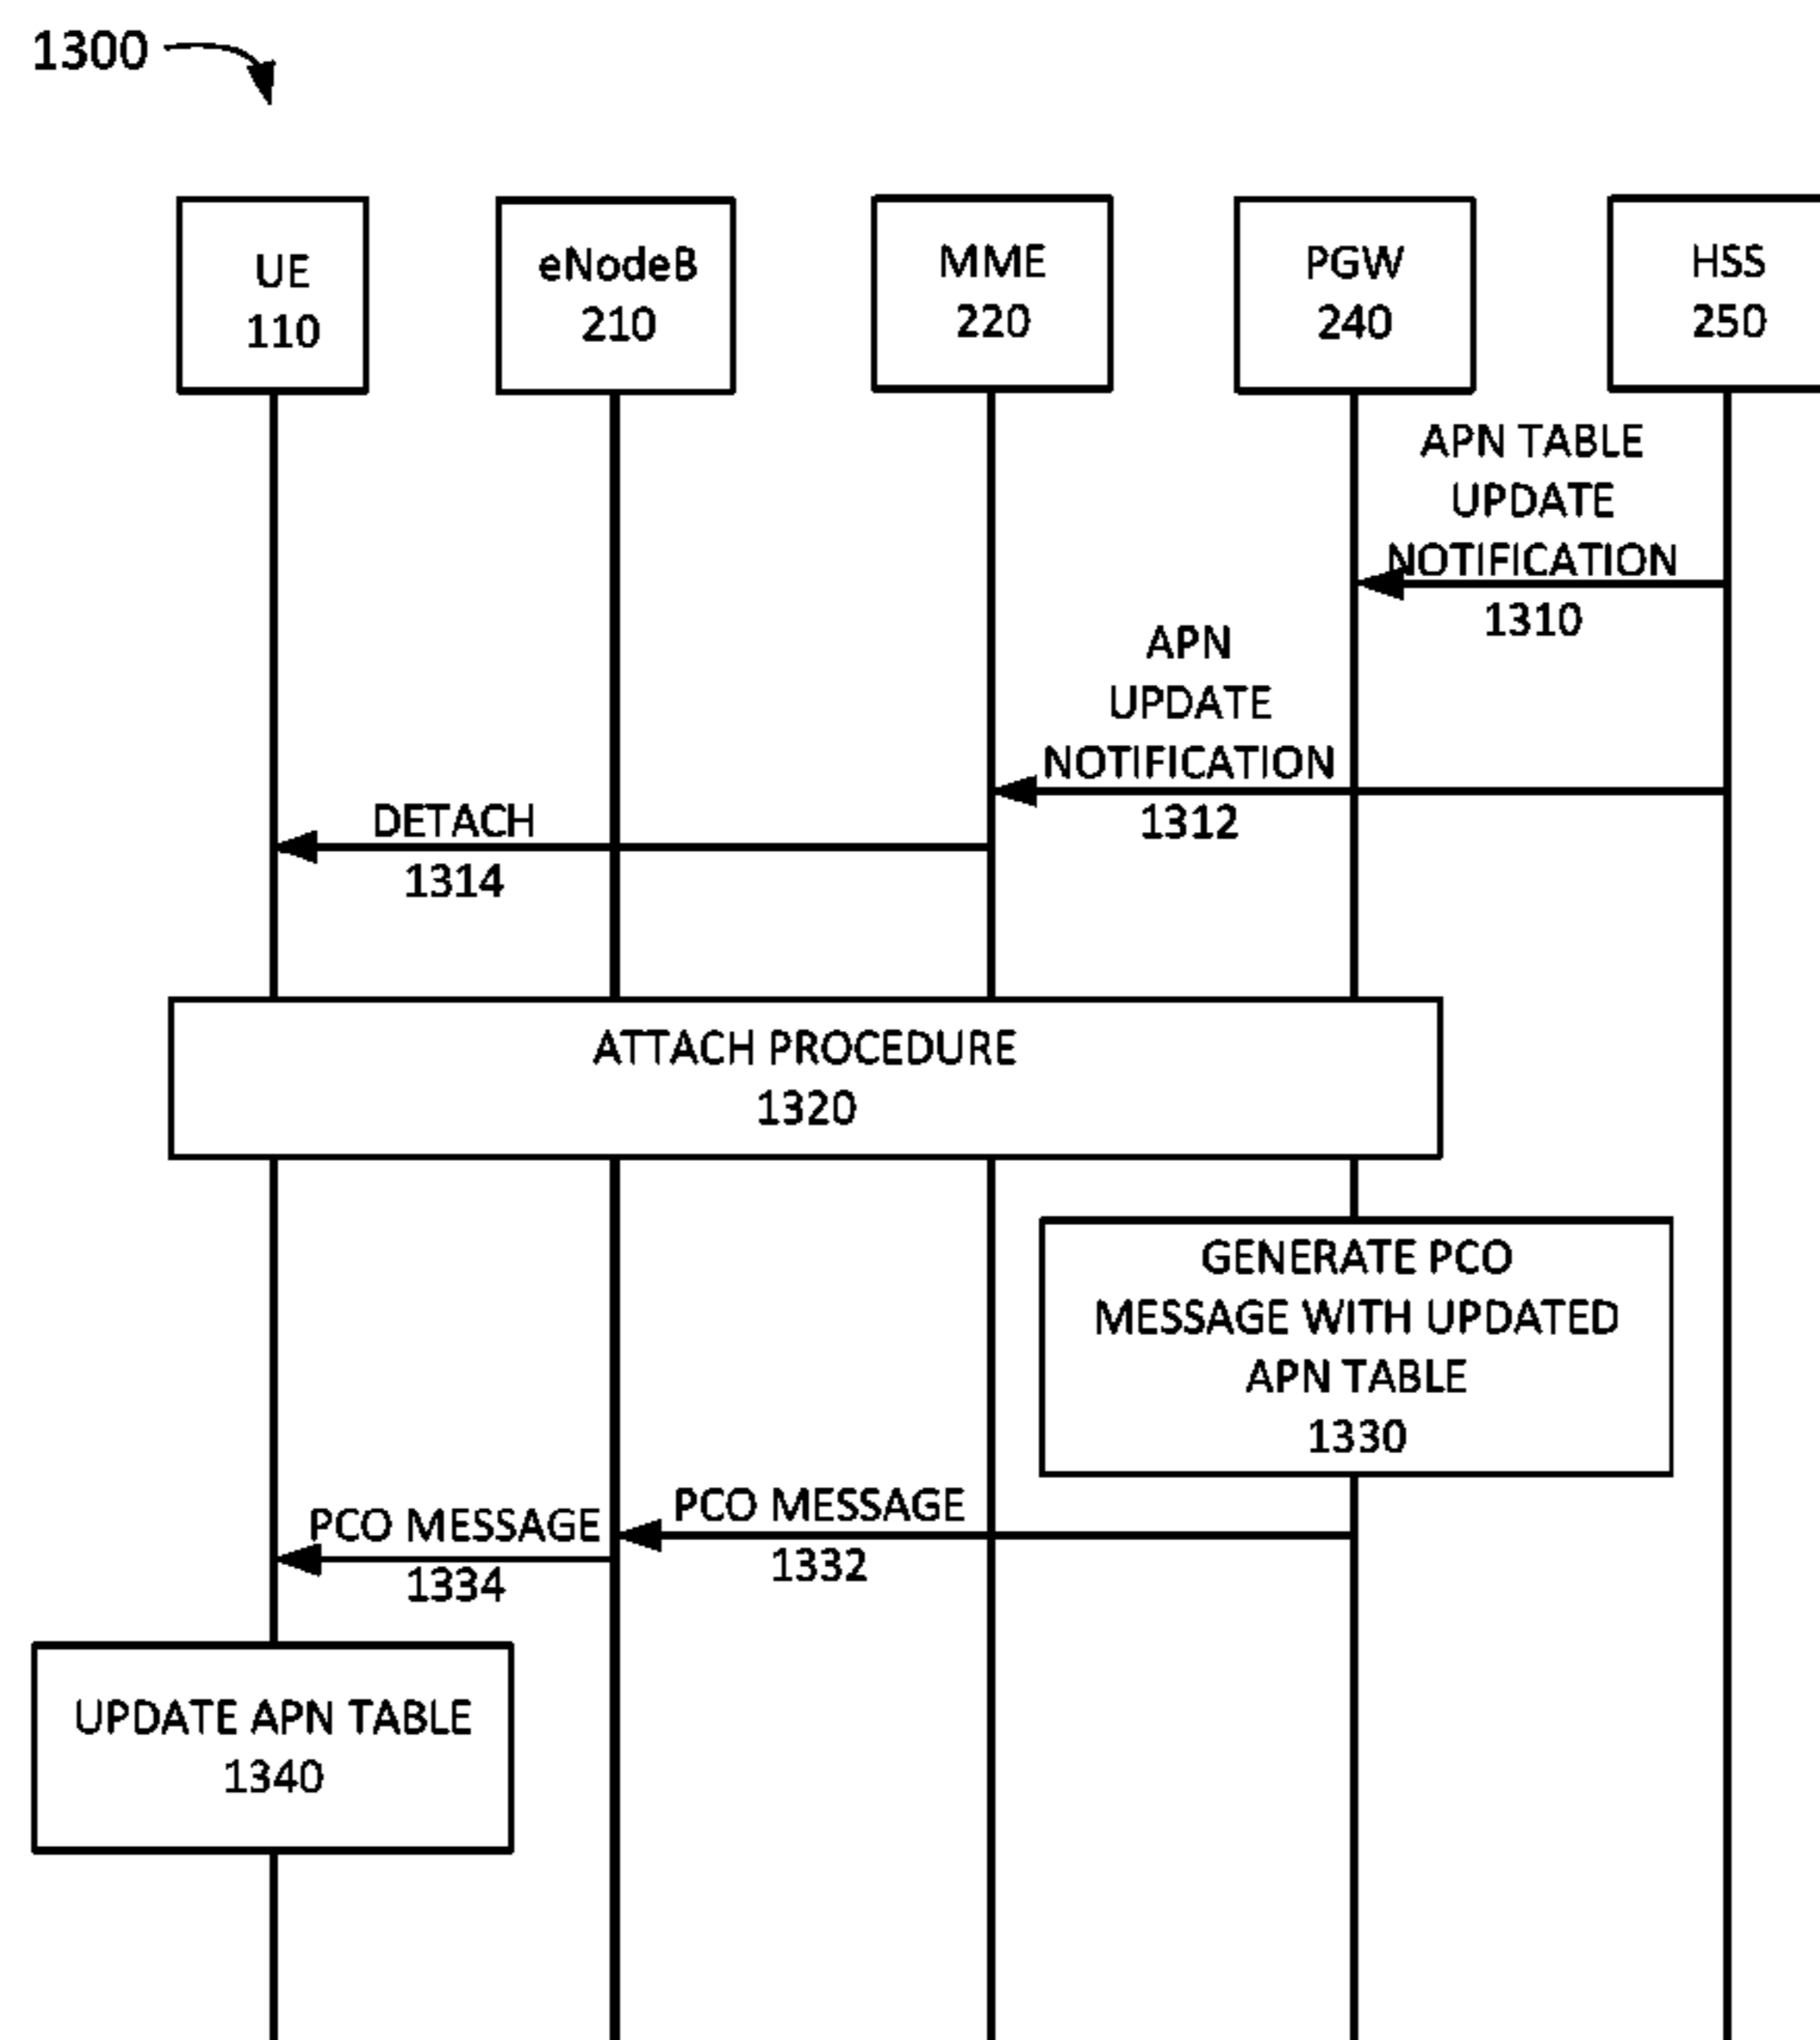 1300
UE
110
eNodeB
210
MME
220
PGW
240
HSS
250
APN TABLE
UPDATE
NOTIFICATION
1310
APN
UPDATE
NOTIFICATION
1312
DETACH
1314
ATTACH PROCEDURE
1320
GENERATE PCO
MESSAGE WITH UPDATED
APN TABLE
1330
PCO MESSAGE
1332
PCO MESSAGE
1334
UPDATE APN TABLE
1340